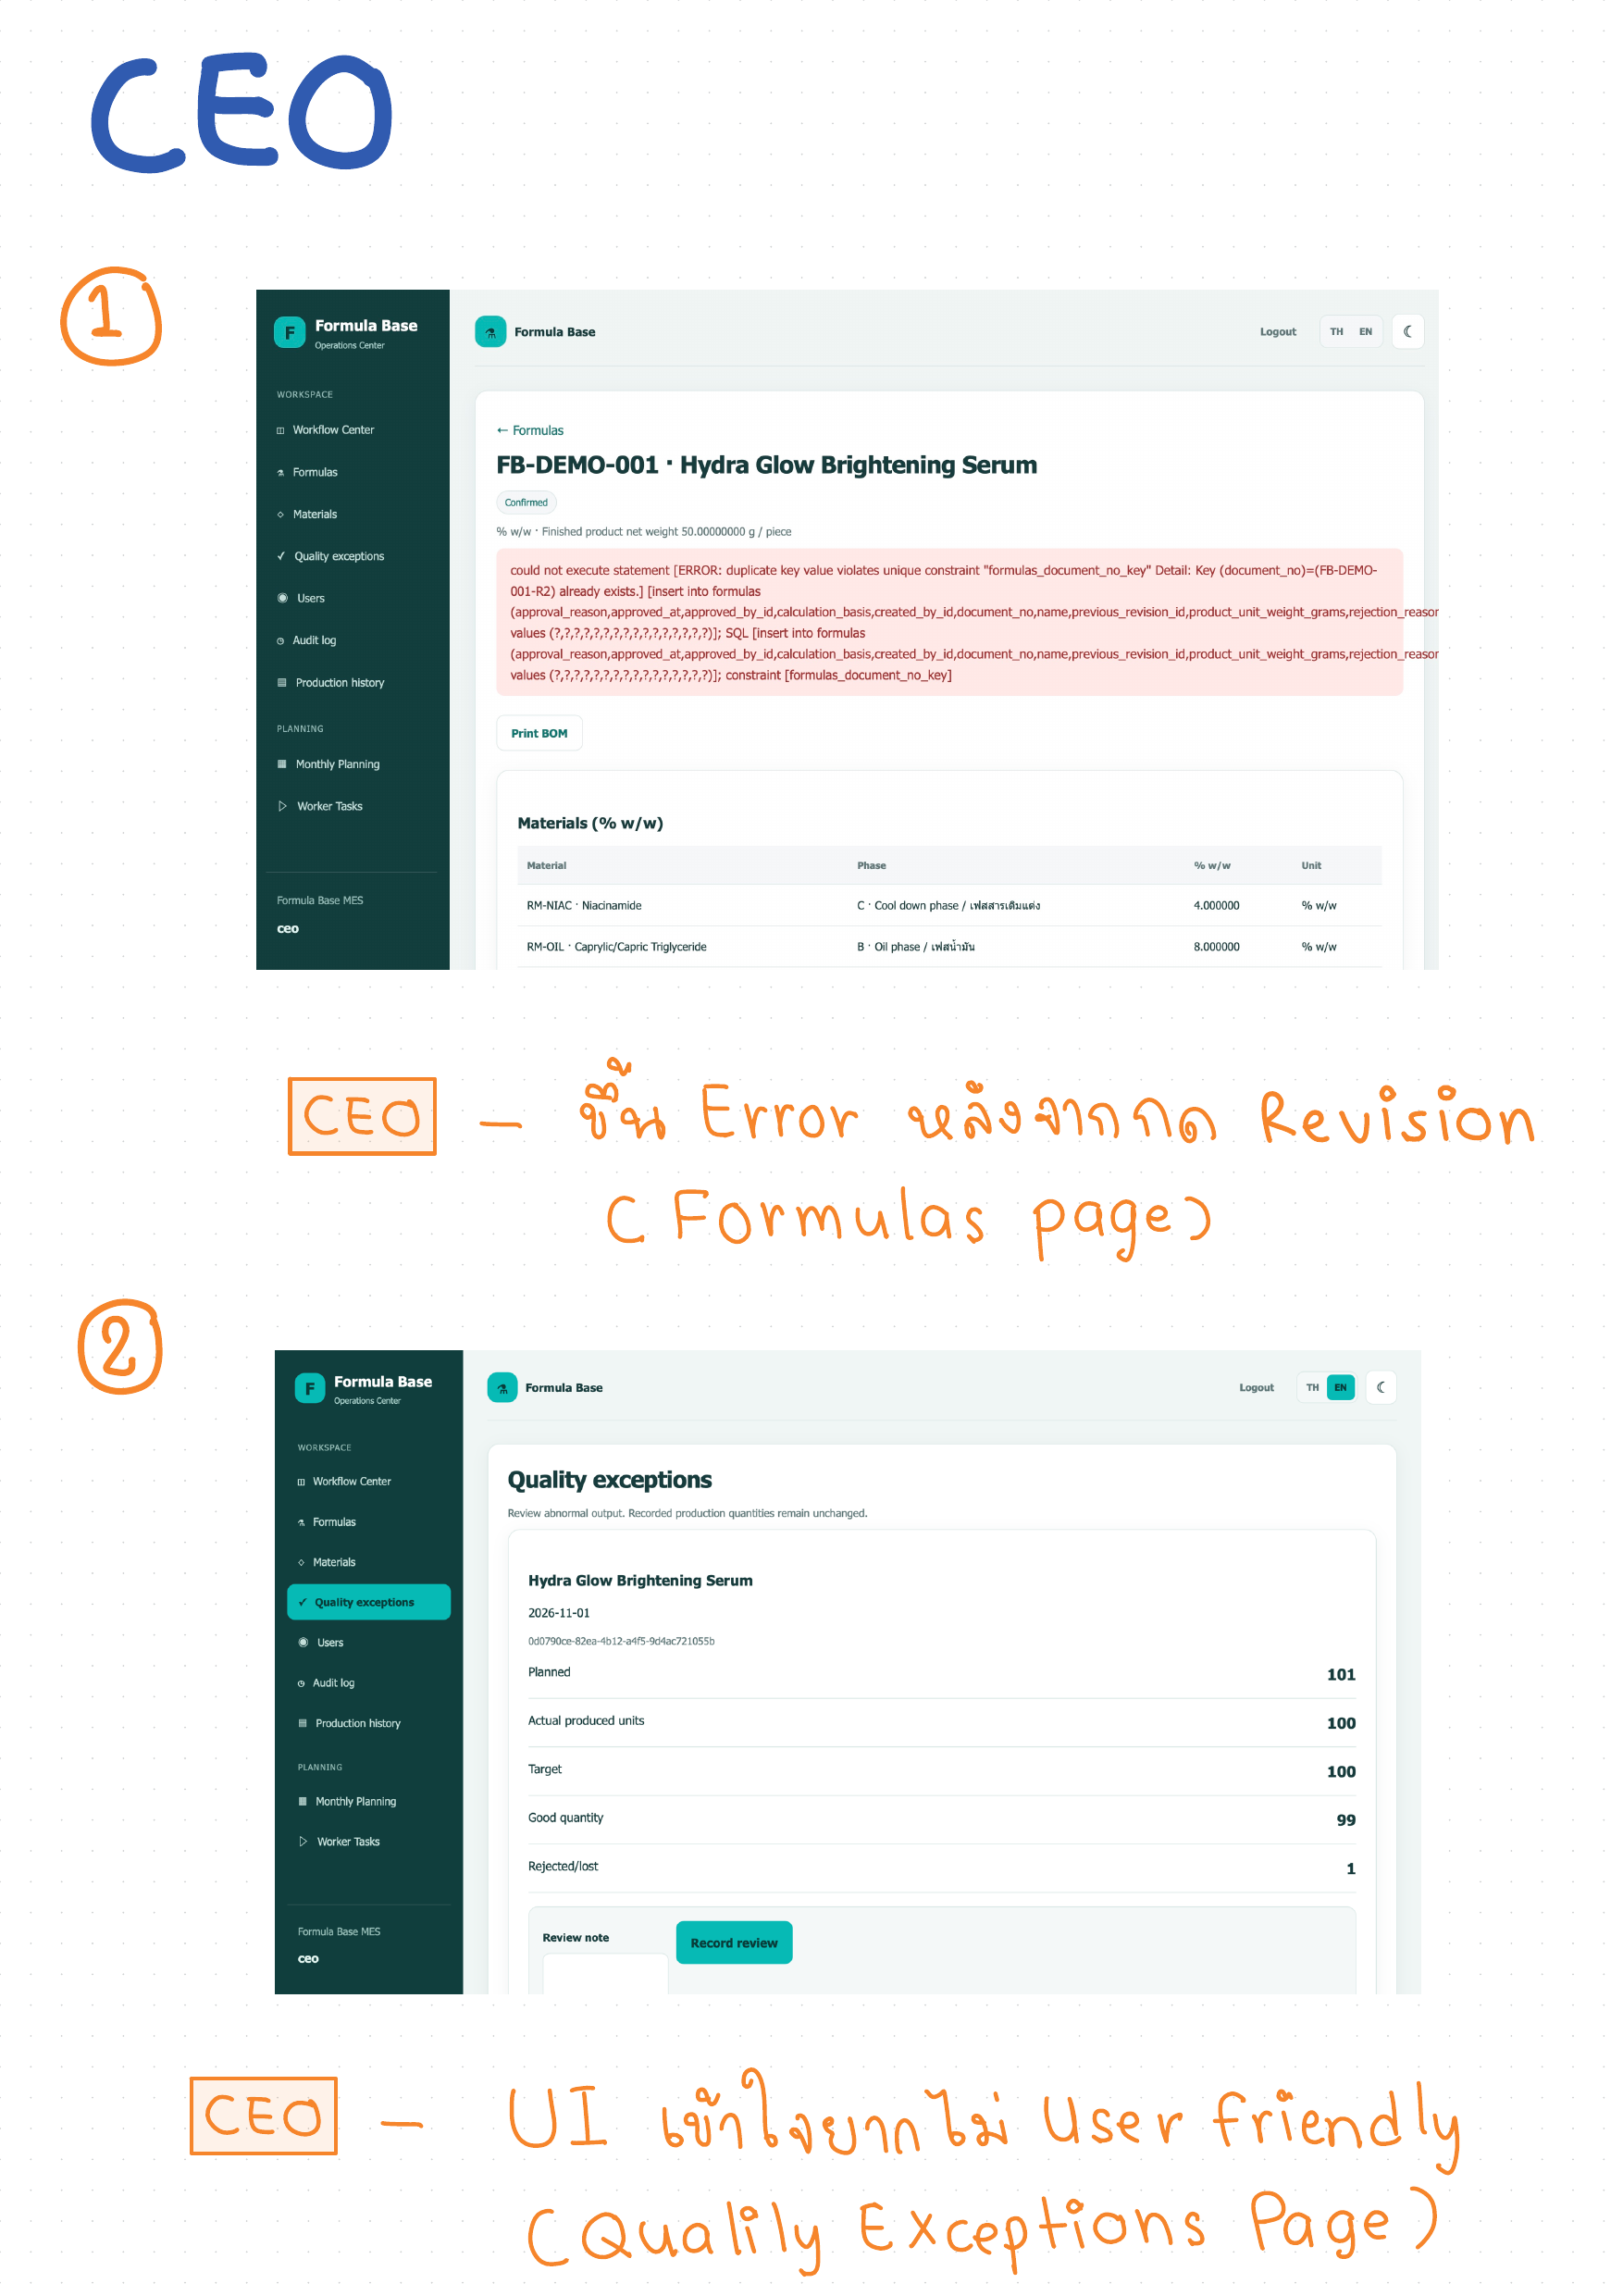 CEO
1
F Formula Base
Operations Center
Formula Base
Logout
TH EN
WORKSPACE
Workflow Center
Formulas
Materials
Quality exceptions
Users
Audit log
Production history
PLANNING
Monthly Planning
Worker Tasks
Formula Base MES
ceo
← Formulas
FB-DEMO-001 · Hydra Glow Brightening Serum
Confirmed
% w/w · Finished product net weight 50.00000000 g / piece
could not execute statement [ERROR: duplicate key value violates unique constraint "formulas_document_no_key" Detail: Key (document_no)=(FB-DEMO-
001-R2) already exists.] [insert into formulas
(approval_reason,approved_at,approved_by_id,calculation_basis,created_by_id,document_no,name,previous_revision_id,product_unit_weight_grams,rejection_reason
values (?,?,?,?,?,?,?,?,?,?,?,?,?,?,?,?)]; SQL [insert into formulas
(approval_reason,approved_at,approved_by_id,calculation_basis,created_by_id,document_no,name,previous_revision_id,product_unit_weight_grams,rejection_reason
values (?,?,?,?,?,?,?,?,?,?,?,?,?,?,?,?)]; constraint [formulas_document_no_key]
Print BOM
Materials (% w/w)
Material Phase % w/w Unit
RM-NIAC · Niacinamide C · Cool down phase / เฟสสารเติมแต่ง 4.000000 % w/w
RM-OIL · Caprylic/Capric Triglyceride B · Oil phase / เฟสน้ำมัน 8.000000 % w/w
CEO — ขึ้น Error หลังจากกด Revision
(Formulas page)
2
F Formula Base
Operations Center
Formula Base
Logout
TH EN
WORKSPACE
Workflow Center
Formulas
Materials
Quality exceptions
Users
Audit log
Production history
PLANNING
Monthly Planning
Worker Tasks
Formula Base MES
ceo
Quality exceptions
Review abnormal output. Recorded production quantities remain unchanged.
Hydra Glow Brightening Serum
2026-11-01
0d0790ce-82ea-4b12-a4f5-9d4ac721055b
Planned 101
Actual produced units 100
Target 100
Good quantity 99
Rejected/lost 1
Review note
Record review
CEO — UI เข้าใจยากไม่ User friendly
(Qualily Exceptions Page)